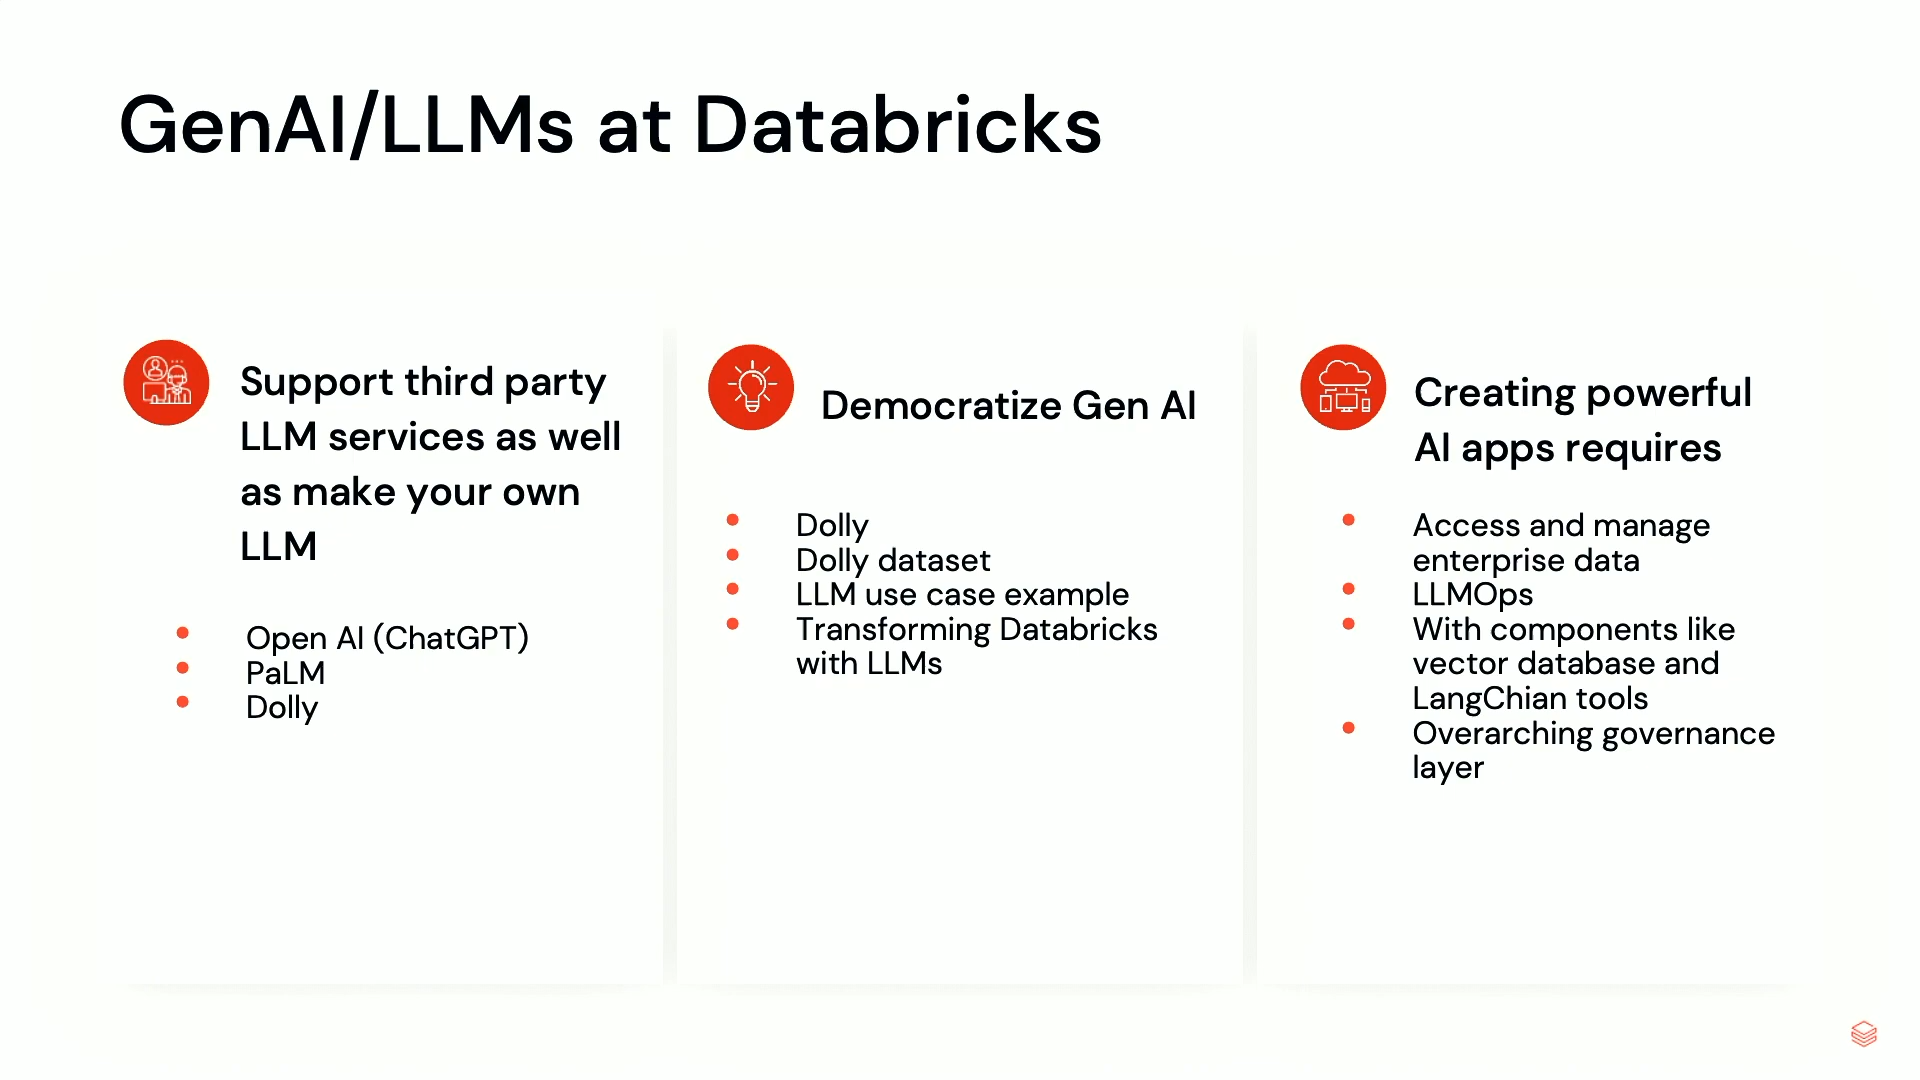 GenAI/LLMs at Databricks
Support third party
LLM services as well
as make your own
LLM
Open AI (ChatGPT)
PaLM
Dolly
Democratize Gen AI
Dolly
Dolly dataset
LLM use case example
Transforming Databricks
with LLMs
Creating powerful
AI apps requires
Access and manage
enterprise data
LLMOps
With components like
vector database and
LangChian tools
Overarching governance
layer